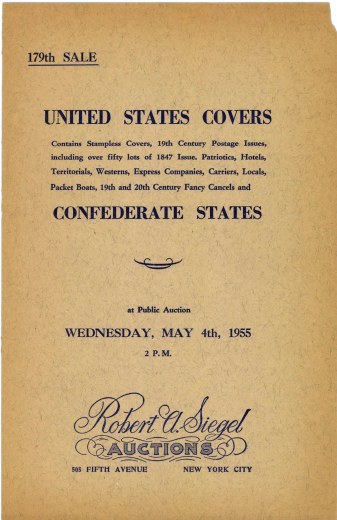 179th SALE
UNITED STATES COVERS
Contains Stampless Covers, 19th Century Postage Issues,
including over fifty lots of 1847 Issue. Patriotics, Hotels,
Territorials, Westerns, Express Companies, Carriers, Locals,
Packet Boats, 19th and 20th Century Fancy Cancels and
CONFEDERATE STATES
at Public Auction
WEDNESDAY, MAY 4th, 1955
2 P.M.
Robert A. Siegel
AUCTIONS
505 FIFTH AVENUE NEW YORK CITY